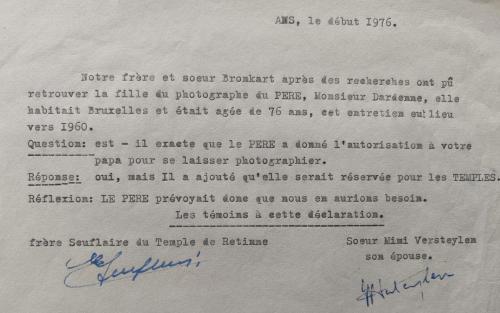 ANS, le début 1976.
Notre frère et soeur Bronkart après des recherches ont pû
retrouver la fille du photographe du PERE, Monsieur Dardenne, elle
habitait Bruxelles et était agée de 76 ans, cet entretien eut lieu
vers 1960.
Question: est - il exacte que le PERE a donné l'autorisation à votre
papa pour se laisser photographier.
Réponse: oui, mais Il a ajouté qu'elle serait réservée pour les TEMPLES.
Réflexion: LE PERE prévoyait donc que nous en aurions besoin.
Les témoins à cette déclaration.
frère Seuflaire du Temple de Retinne
Soeur Mimi Versteylen
son épouse.